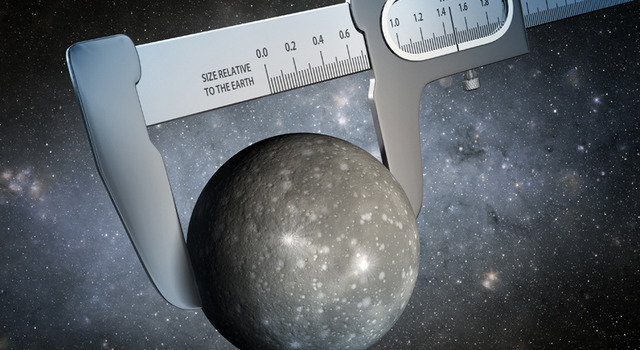 0.0 0.2 0.4 0.6
SIZE RELATIVE
TO THE EARTH
1.0 1.2 1.4 1.6 1.8